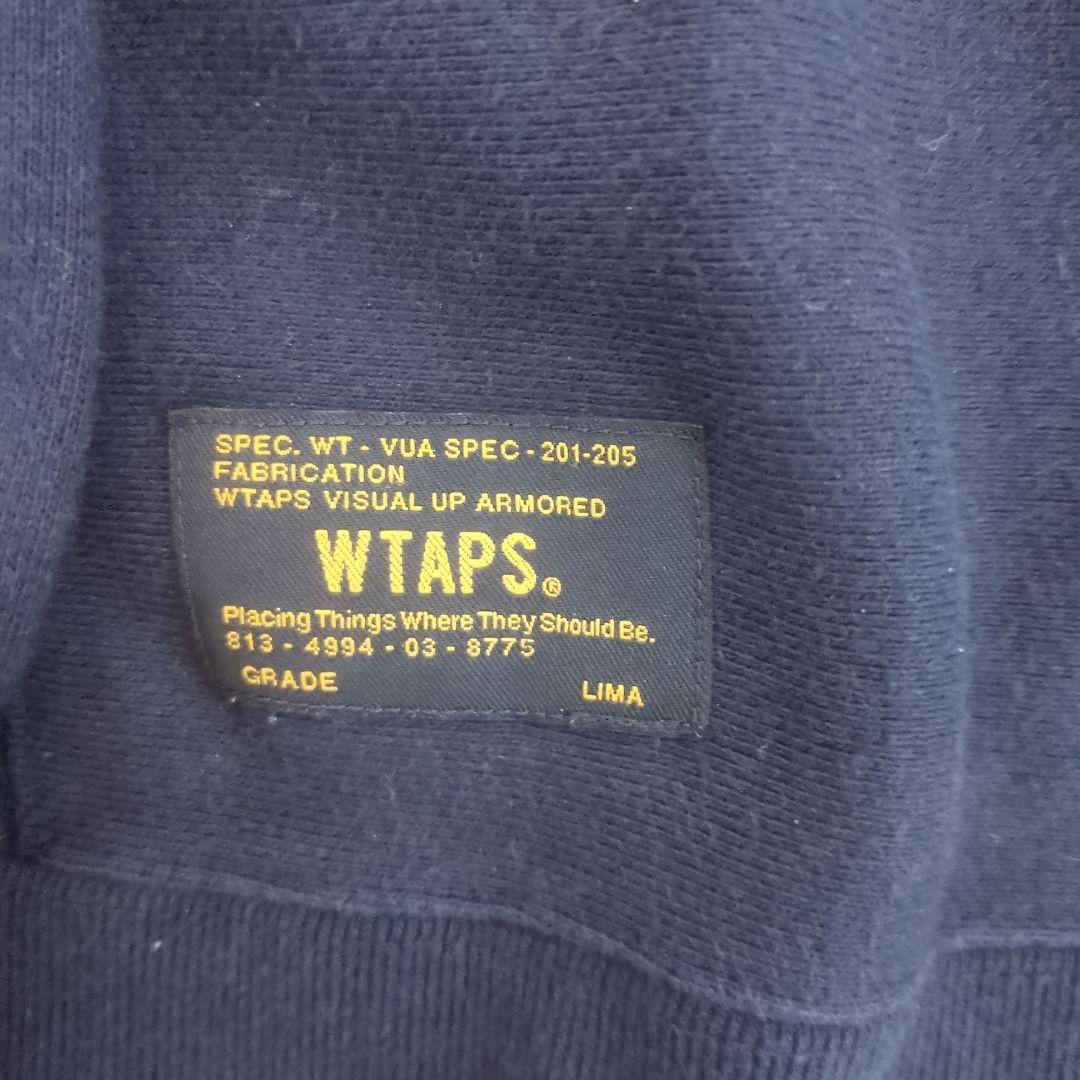 SPEC. WT - VUA SPEC - 201-205
FABRICATION
WTAPS VISUAL UP ARMORED
WTAPS®
Placing Things Where They Should Be.
813 - 4994 - 03 - 8775
GRADE LIMA